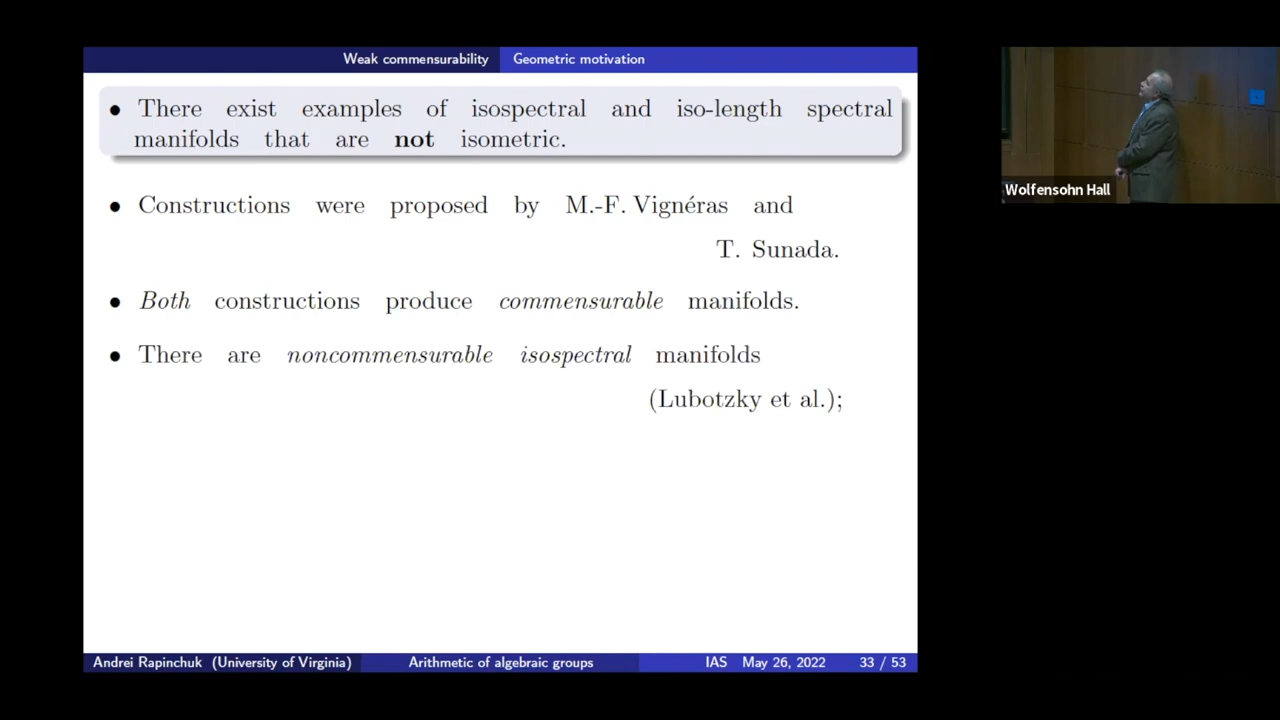 Weak commensurability Geometric motivation
• There exist examples of isospectral and iso-length spectral
manifolds that are not isometric.
• Constructions were proposed by M.-F. Vignéras and
T. Sunada.
• Both constructions produce commensurable manifolds.
• There are noncommensurable isospectral manifolds
(Lubotzky et al.);
Andrei Rapinchuk (University of Virginia) Arithmetic of algebraic groups IAS May 26, 2022 33 / 53
Wolfensohn Hall